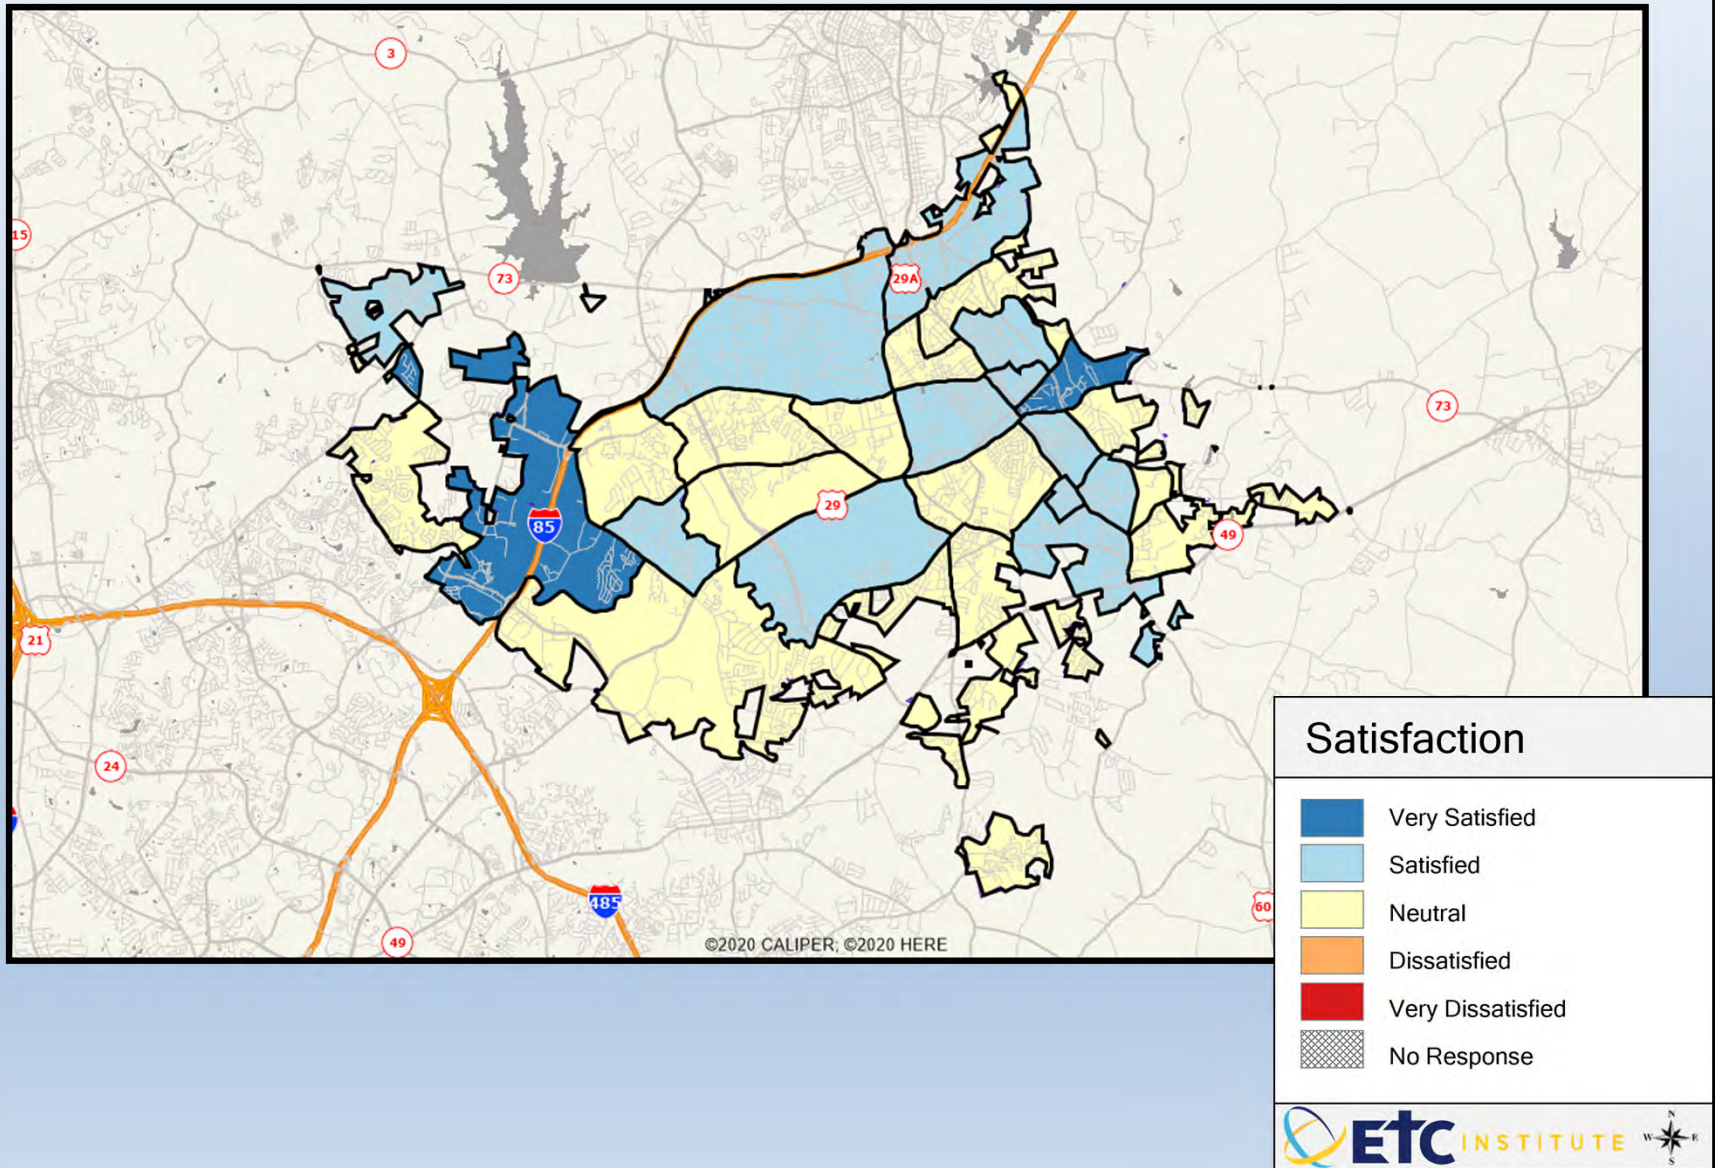 3
15
73
29A
73
29
85
49
21
24
485
60
49
©2020 CALIPER; ©2020 HERE
Satisfaction
Very Satisfied
Satisfied
Neutral
Dissatisfied
Very Dissatisfied
No Response
ETC INSTITUTE
N
W E
S